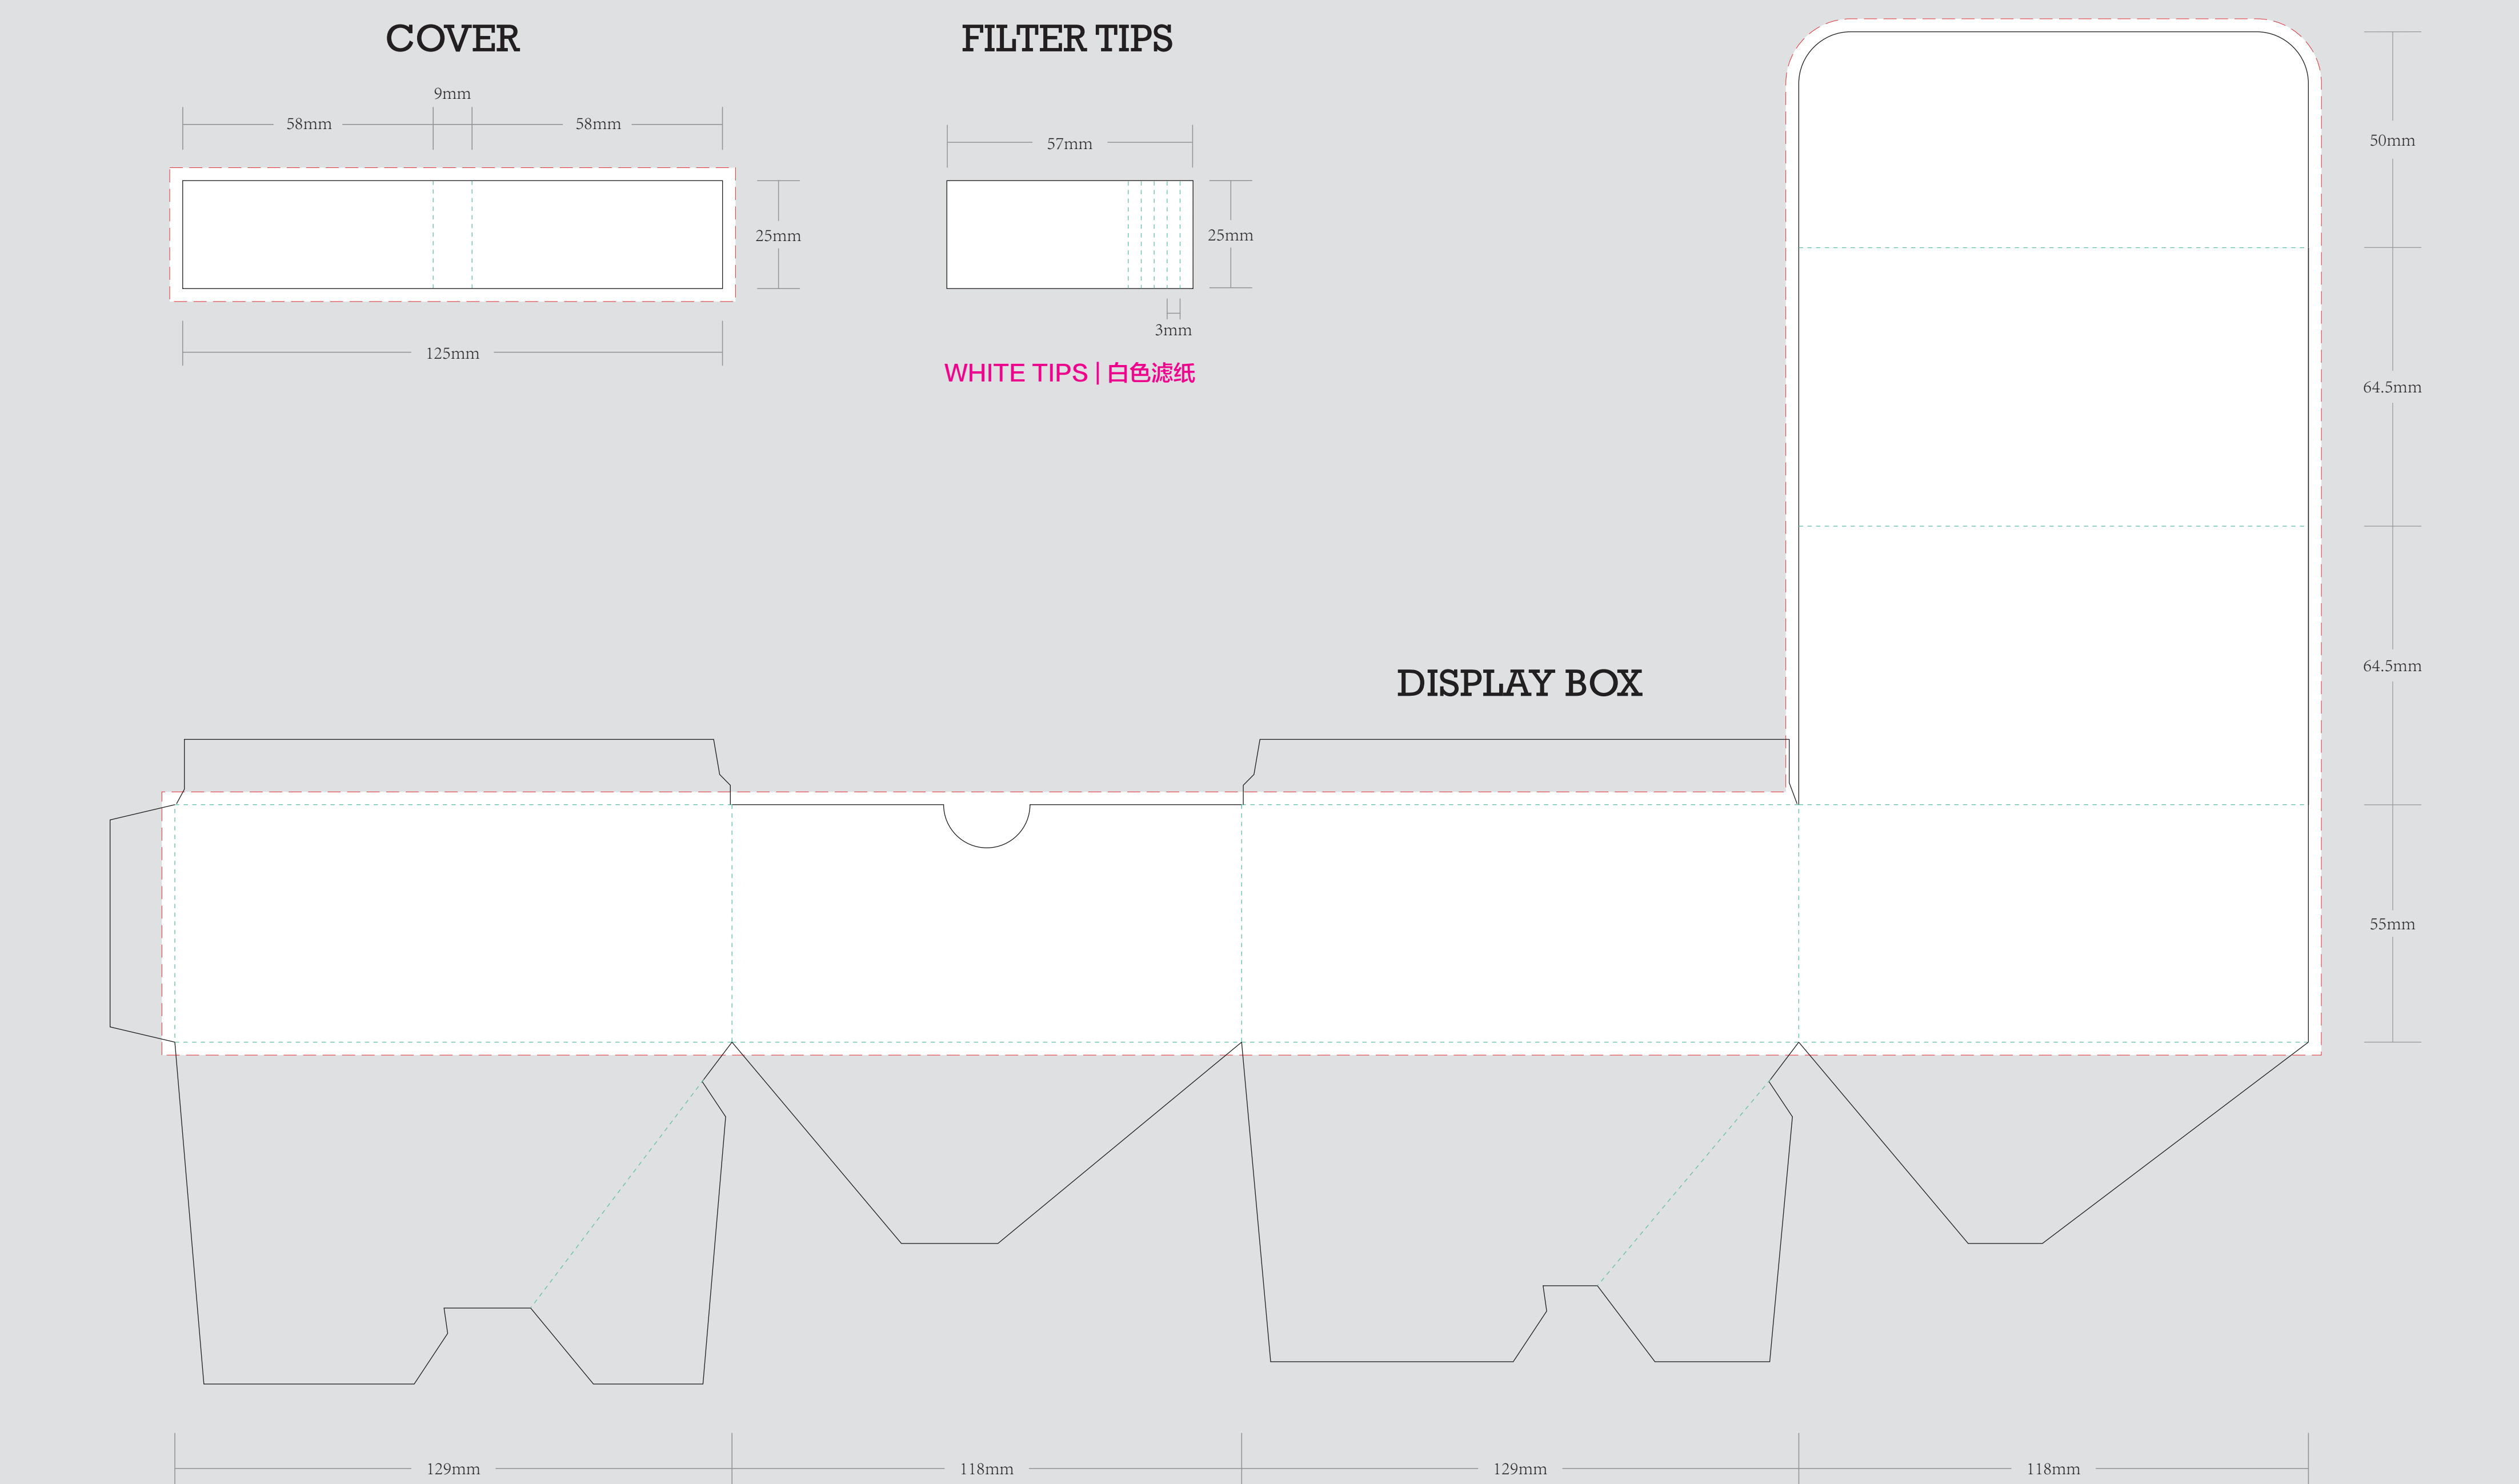 COVER
FILTER TIPS
9mm
58mm
58mm
57mm
50mm
25mm
25mm
3mm
125mm
WHITE TIPS | 白色滤纸
64.5mm
64.5mm
DISPLAY BOX
55mm
129mm
118mm
129mm
118mm